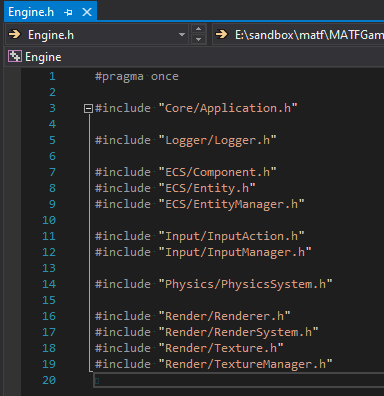 Engine.h
Engine.h
E:\sandbox\matf\MATFGam
Engine
1 #pragma once
2
3 #include "Core/Application.h"
4
5 #include "Logger/Logger.h"
6
7 #include "ECS/Component.h"
8 #include "ECS/Entity.h"
9 #include "ECS/EntityManager.h"
10
11 #include "Input/InputAction.h"
12 #include "Input/InputManager.h"
13
14 #include "Physics/PhysicsSystem.h"
15
16 #include "Render/Renderer.h"
17 #include "Render/RenderSystem.h"
18 #include "Render/Texture.h"
19 #include "Render/TextureManager.h"
20